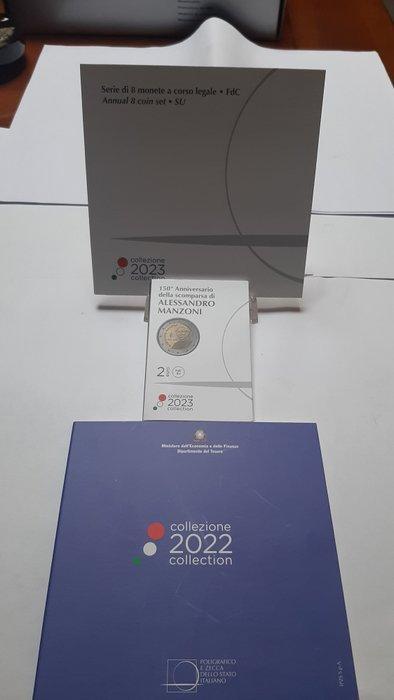 Serie di 8 monete a corso legale • FdC
Annual 8 coin set • SU
collezione
2023
collection
150° Anniversario
della scomparsa di
ALESSANDRO
MANZONI
2 euro
collezione
2023
collection
Ministero dell'Economia e delle Finanze
Dipartimento del Tesoro
collezione
2022
collection
POLIGRAFICO
E ZECCA
DELLO STATO
ITALIANO